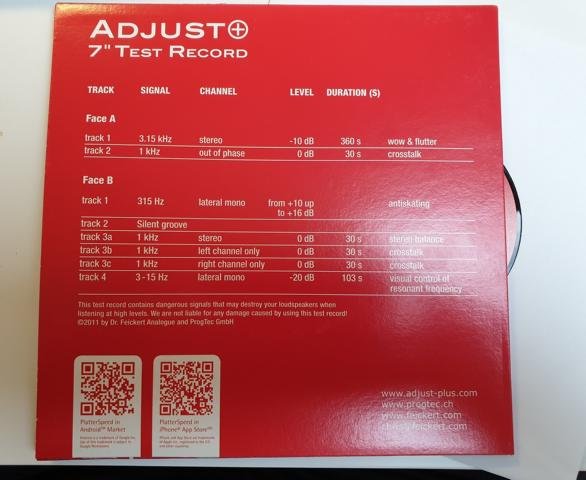 ADJUST+
7" TEST RECORD
TRACK SIGNAL CHANNEL LEVEL DURATION (S)
Face A
track 1 3.15 kHz stereo -10 dB 360 s wow & flutter
track 2 1 kHz out of phase 0 dB 30 s crosstalk
Face B
track 1 315 Hz lateral mono from +10 up antiskating
to +16 dB
track 2 Silent groove
track 3a 1 kHz stereo 0 dB 30 s stereo balance
track 3b 1 kHz left channel only 0 dB 30 s crosstalk
track 3c 1 kHz right channel only 0 dB 30 s crosstalk
track 4 3-15 Hz lateral mono -20 dB 103 s visual control of
resonant frequency
This test record contains dangerous signals that may destroy your loudspeakers when
listening at high levels. We are not liable for any damage caused by using this test record!
©2011 by Dr. Feickert Analogue and ProgTec GmbH
www.adjust-plus.com
www.progtec.ch
www.feickert.com
chris@feickert.com
PlatterSpeed in
Android™ Market
PlatterSpeed in
iPhone® App Store℠